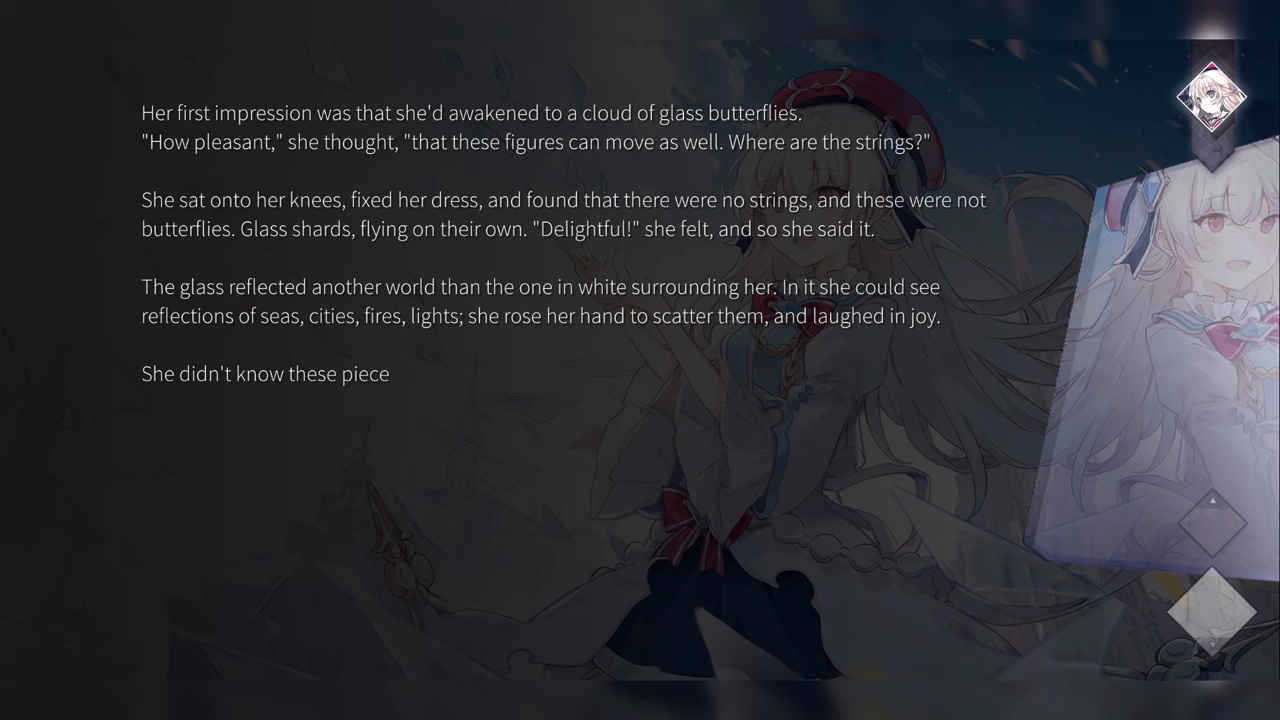 Her first impression was that she'd awakened to a cloud of glass butterflies.
"How pleasant," she thought, "that these figures can move as well. Where are the strings?"
She sat onto her knees, fixed her dress, and found that there were no strings, and these were not
butterflies. Glass shards, flying on their own. "Delightful!" she felt, and so she said it.
The glass reflected another world than the one in white surrounding her. In it she could see
reflections of seas, cities, fires, lights; she rose her hand to scatter them, and laughed in joy.
She didn't know these piece